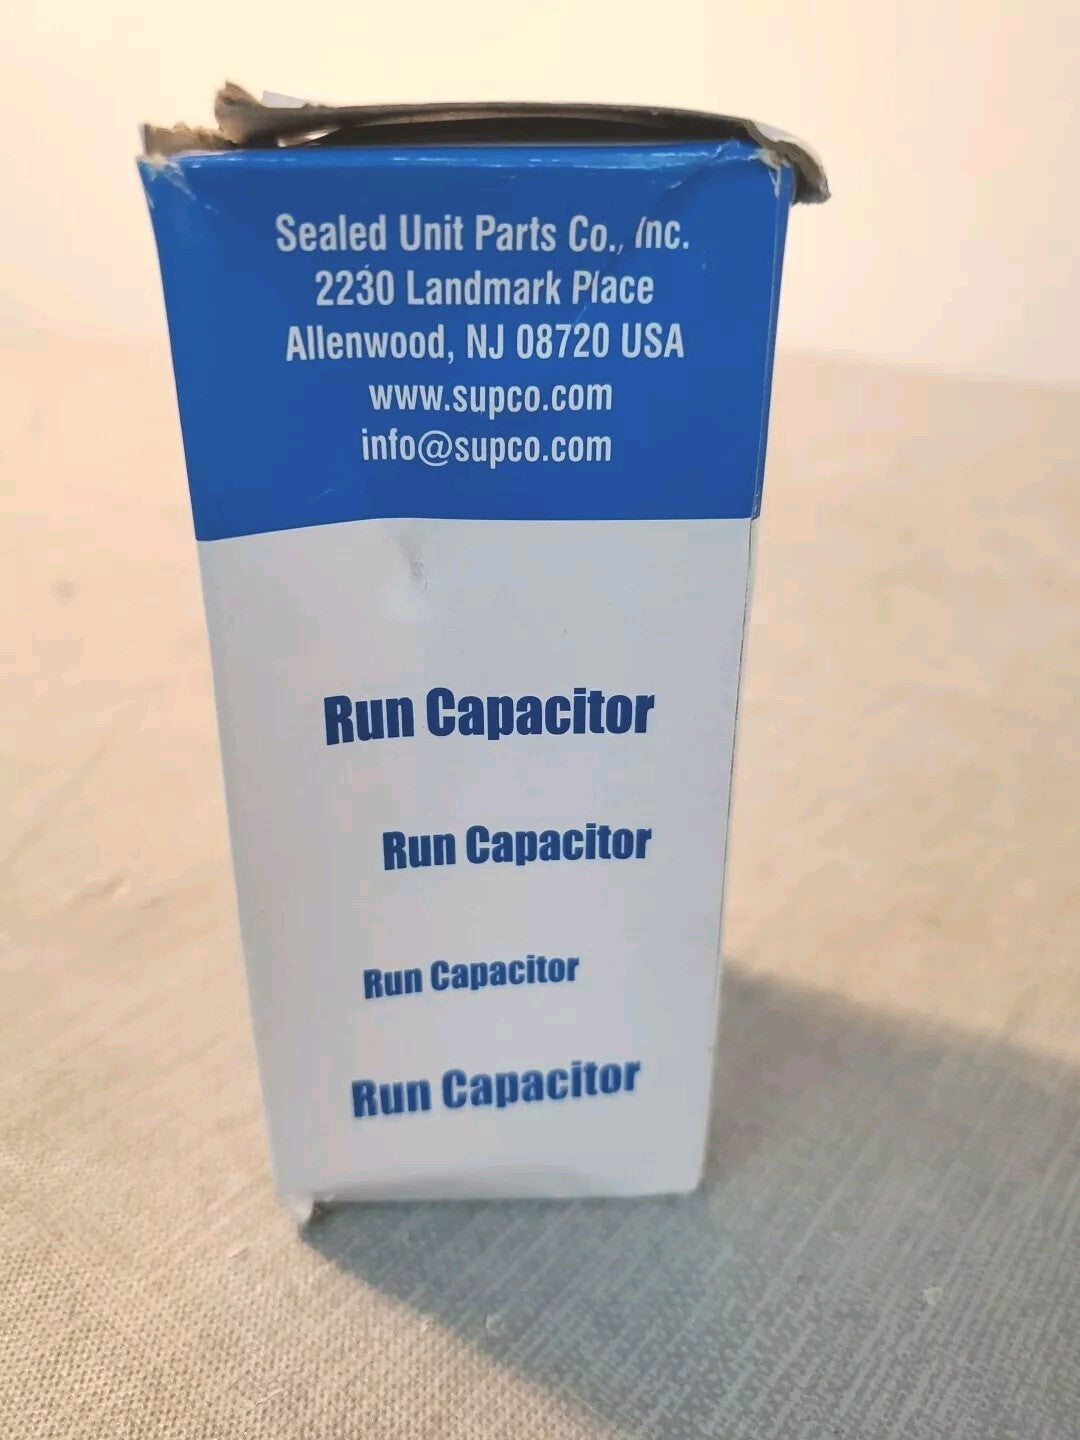 Sealed Unit Parts Co., Inc.
2230 Landmark Place
Allenwood, NJ 08720 USA
www.supco.com
info@supco.com
Run Capacitor
Run Capacitor
Run Capacitor
Run Capacitor